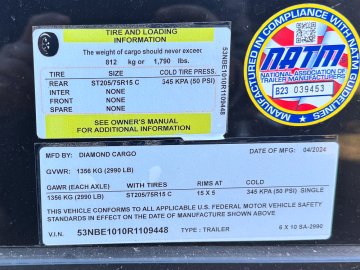 TIRE AND LOADING
INFORMATION
The weight of cargo should never exceed
812 kg or 1,790 lbs.
TIRE SIZE COLD TIRE PRESS.
REAR ST205/75R15 C 345 KPA (50 PSI)
INTER NONE
FRONT NONE
SPARE NONE
SEE OWNER'S MANUAL
FOR ADDITIONAL INFORMATION
53NBE1010R1109448
MANUFACTURED IN COMPLIANCE WITH NATM GUIDELINES
NATM
NATIONAL ASSOCIATION OF
TRAILER MANUFACTURERS
B23 039453
MFD BY: DIAMOND CARGO DATE OF MFG: 04/2024
GVWR: 1356 KG (2990 LB)
GAWR (EACH AXLE) WITH TIRES RIMS AT COLD
1356 KG (2990 LB) ST205/75R15 C 15 X 5 345 KPA (50 PSI) SINGLE
THIS VEHICLE CONFORMS TO ALL APPLICABLE U.S. FEDERAL MOTOR VEHICLE SAFETY
STANDARDS IN EFFECT ON THE DATE OF MANUFACTURE SHOWN ABOVE
V.I.N. 53NBE1010R1109448 TYPE: TRAILER 6 X 10 SA-2990